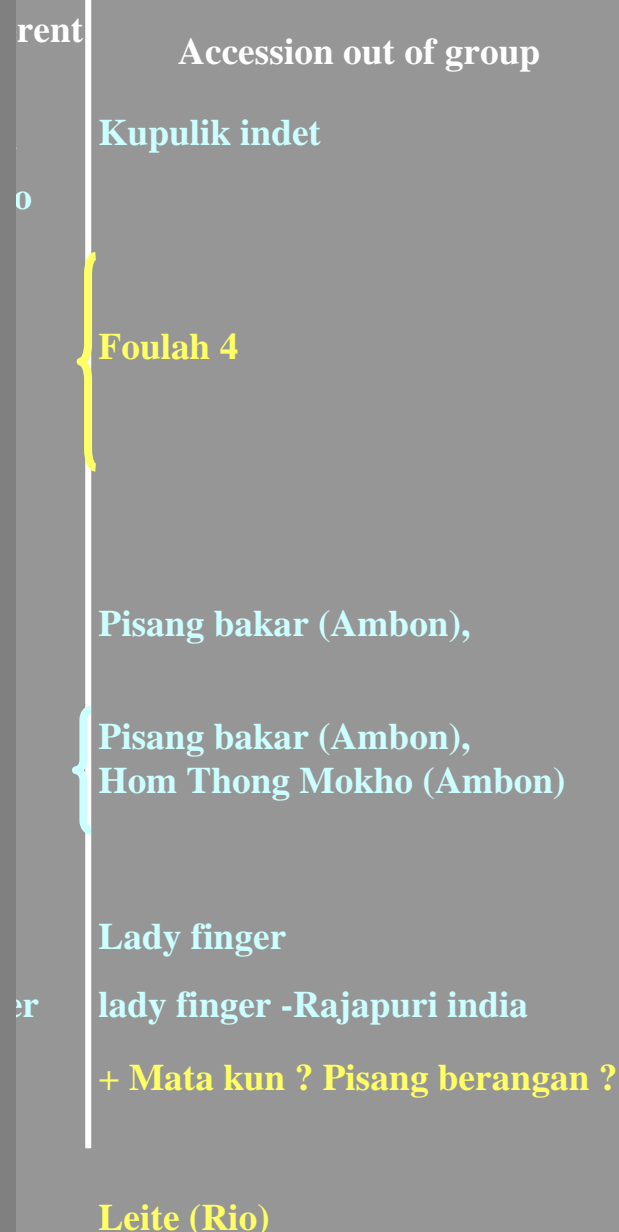 rent
Accession out of group
Kupulik indet
o
Foulah 4
Pisang bakar (Ambon),
Pisang bakar (Ambon),
Hom Thong Mokho (Ambon)
Lady finger
er lady finger -Rajapuri india
+ Mata kun ? Pisang berangan ?
Leite (Rio)